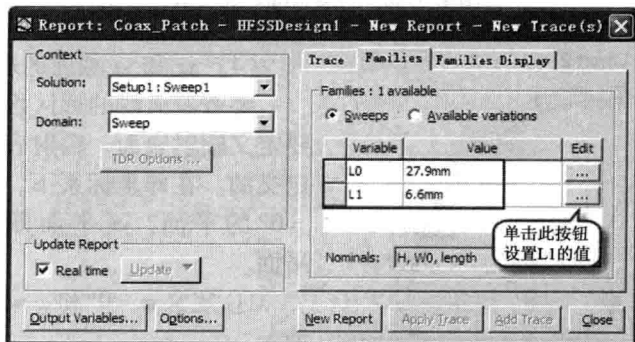 Report: Coax_Patch - HFSSDesign1 - New Report - New Trace(s)
Context
Solution: Setup1 : Sweep1
Domain: Sweep
TDR Options ...
Update Report
Real time Update
Output Variables... Options...
Trace Families Families Display
Families : 1 available
Sweeps Available variations
Variable Value Edit
L0 27.9mm ...
L1 6.6mm ...
单击此按钮
设置L1的值
Nominals: H, W0, length
New Report Apply Trace Add Trace Close